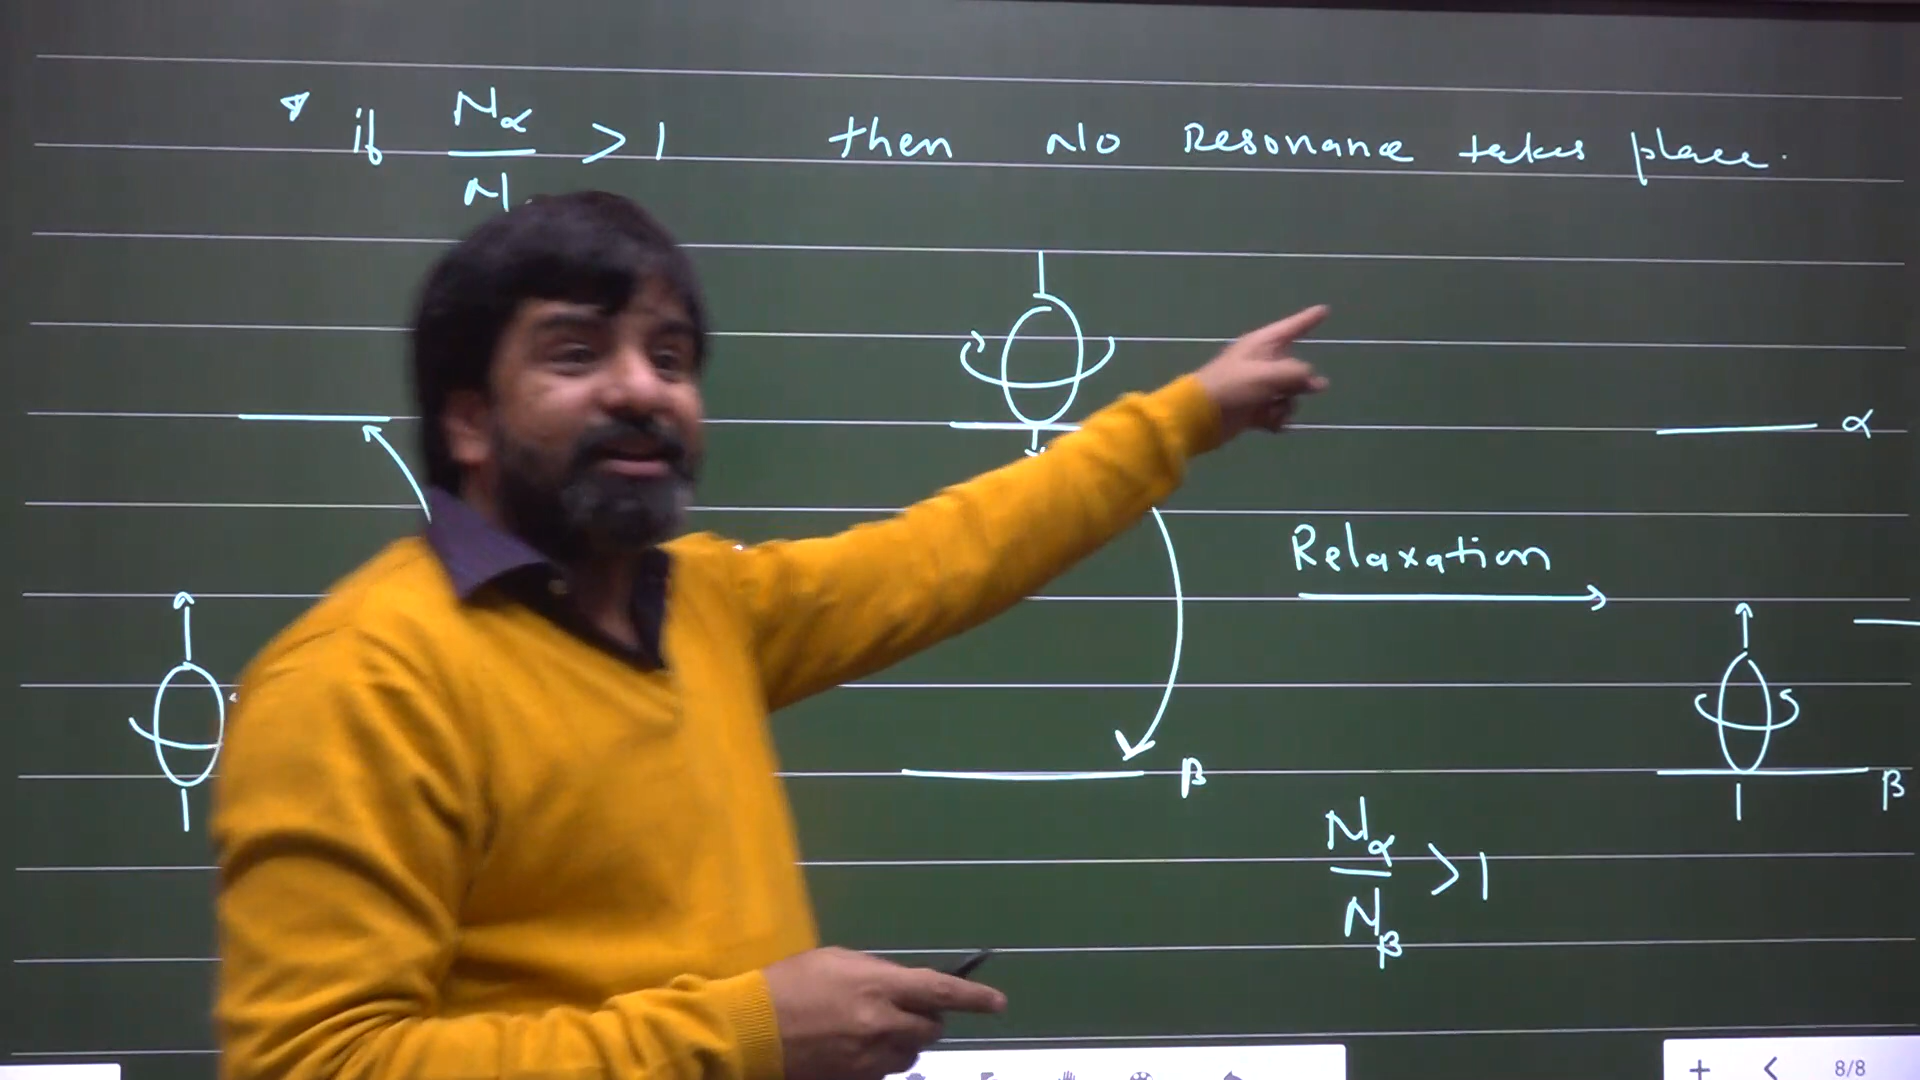 if Nα / N > 1 then No Resonance takes place.
α
Relaxation
β
β
Nα / Nβ > 1
8/8